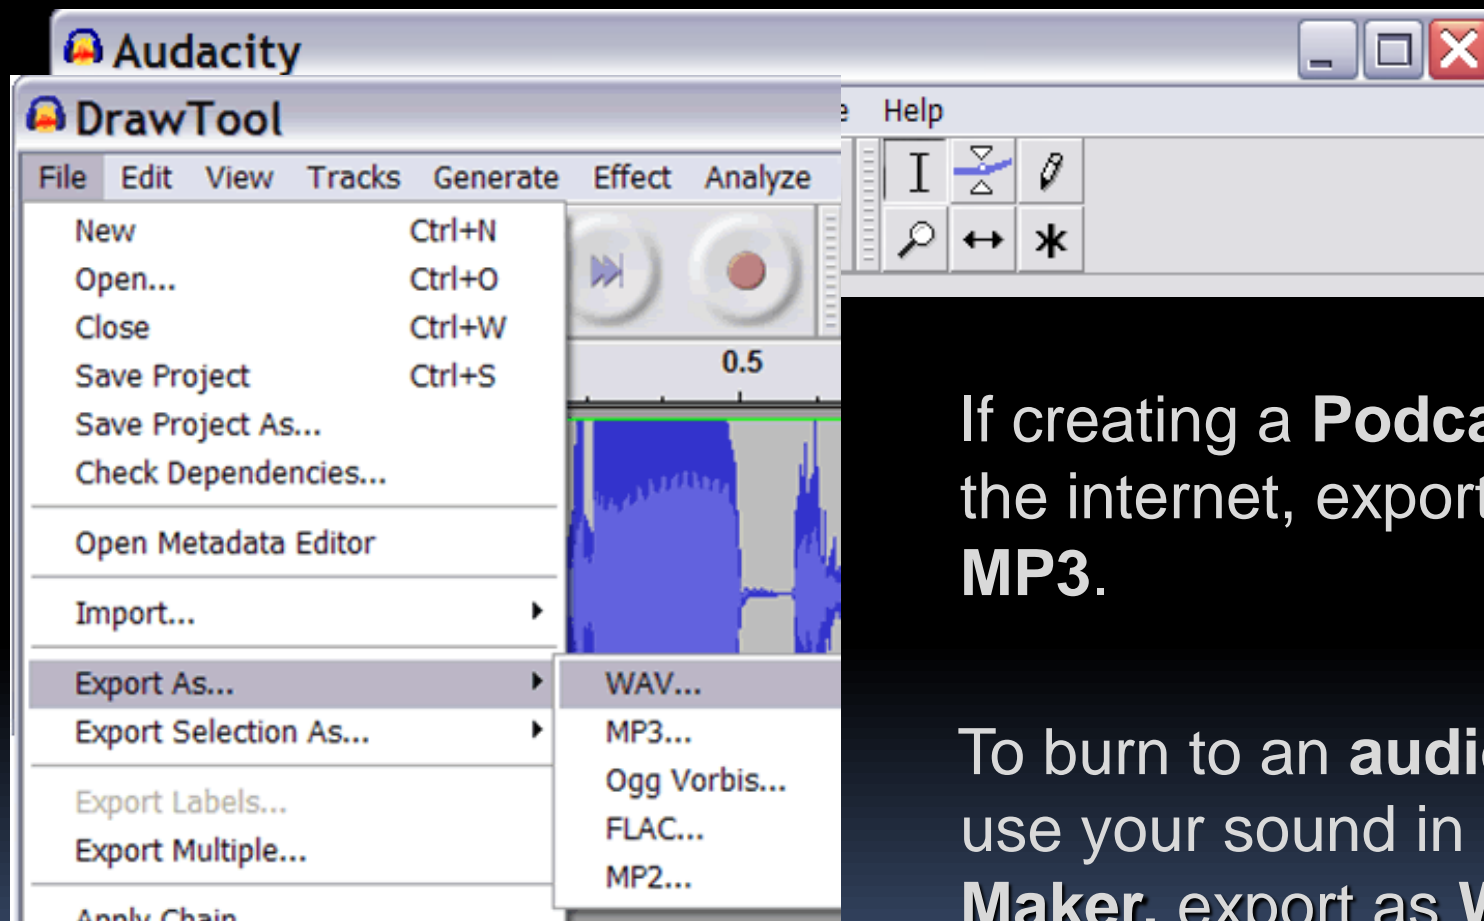 Audacity
DrawTool
Help
File Edit View Tracks Generate Effect Analyze
New Ctrl+N
Open... Ctrl+O
Close Ctrl+W
Save Project Ctrl+S
Save Project As...
Check Dependencies...
Open Metadata Editor
Import...
Export As...
Export Selection As...
Export Labels...
Export Multiple...
Apply Chain
WAV...
MP3...
Ogg Vorbis...
FLAC...
MP2...
0.5
If creating a
the internet, export
MP3.
To burn to an
use your sound in
Maker, export as